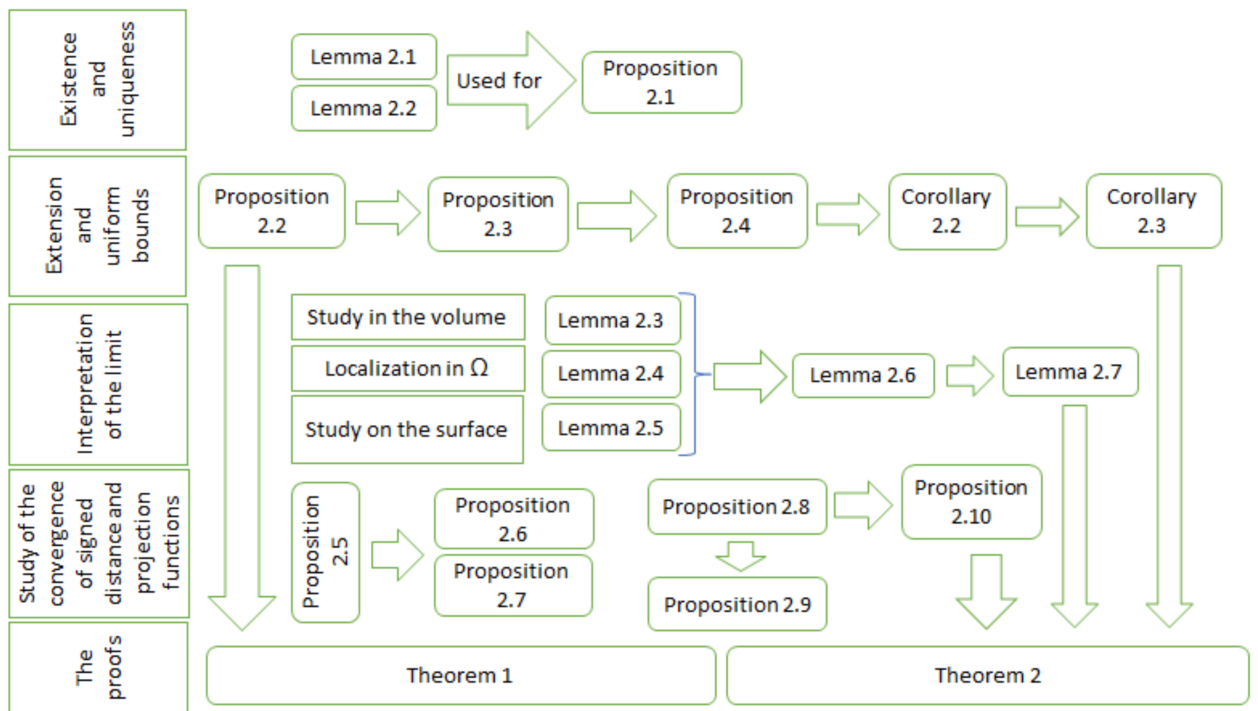 Existence
and
uniqueness
Lemma 2.1
Lemma 2.2
Used for
Proposition
2.1
Extension
and
uniform
bounds
Proposition
2.2
Proposition
2.3
Proposition
2.4
Corollary
2.2
Corollary
2.3
Interpretation
of the limit
Study in the volume
Localization in Ω
Study on the surface
Lemma 2.3
Lemma 2.4
Lemma 2.5
Lemma 2.6
Lemma 2.7
Study of the
convergence
of signed
distance and
projection
functions
Proposition
2.5
Proposition
2.6
Proposition
2.7
Proposition 2.8
Proposition 2.9
Proposition
2.10
The
proofs
Theorem 1
Theorem 2